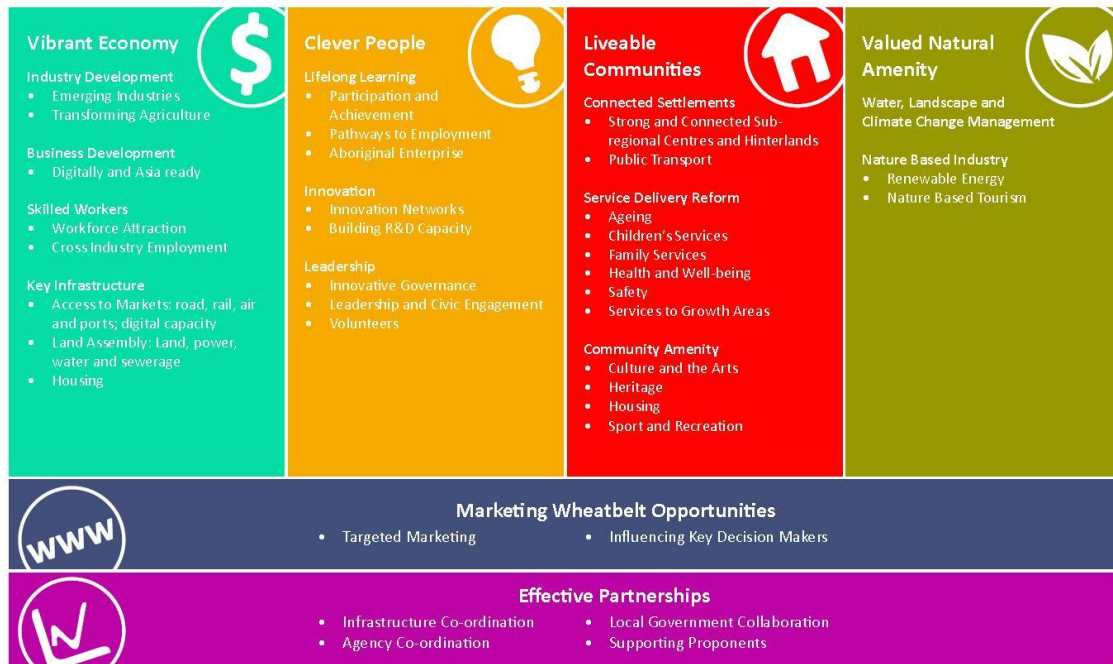 Vibrant Economy
Industry Development
• Emerging Industries
• Transforming Agriculture
Business Development
• Digitally and Asia ready
Skilled Workers
• Workforce Attraction
• Cross Industry Employment
Key Infrastructure
• Access to Markets: road, rail, air
and ports; digital capacity
• Land Assembly: Land, power,
water and sewerage
• Housing
Clever People
Lifelong Learning
• Participation and
Achievement
• Pathways to Employment
• Aboriginal Enterprise
Innovation
• Innovation Networks
• Building R&D Capacity
Leadership
• Innovative Governance
• Leadership and Civic Engagement
• Volunteers
Liveable
Communities
Connected Settlements
• Strong and Connected Sub-
regional Centres and Hinterlands
• Public Transport
Service Delivery Reform
• Ageing
• Children's Services
• Family Services
• Health and Well-being
• Safety
• Services to Growth Areas
Community Amenity
• Culture and the Arts
• Heritage
• Housing
• Sport and Recreation
Valued Natural
Amenity
Water, Landscape and
Climate Change Management
Nature Based Industry
• Renewable Energy
• Nature Based Tourism
www
Marketing Wheatbelt Opportunities
• Targeted Marketing
• Influencing Key Decision Makers
Effective Partnerships
• Infrastructure Co-ordination
• Agency Co-ordination
• Local Government Collaboration
• Supporting Proponents